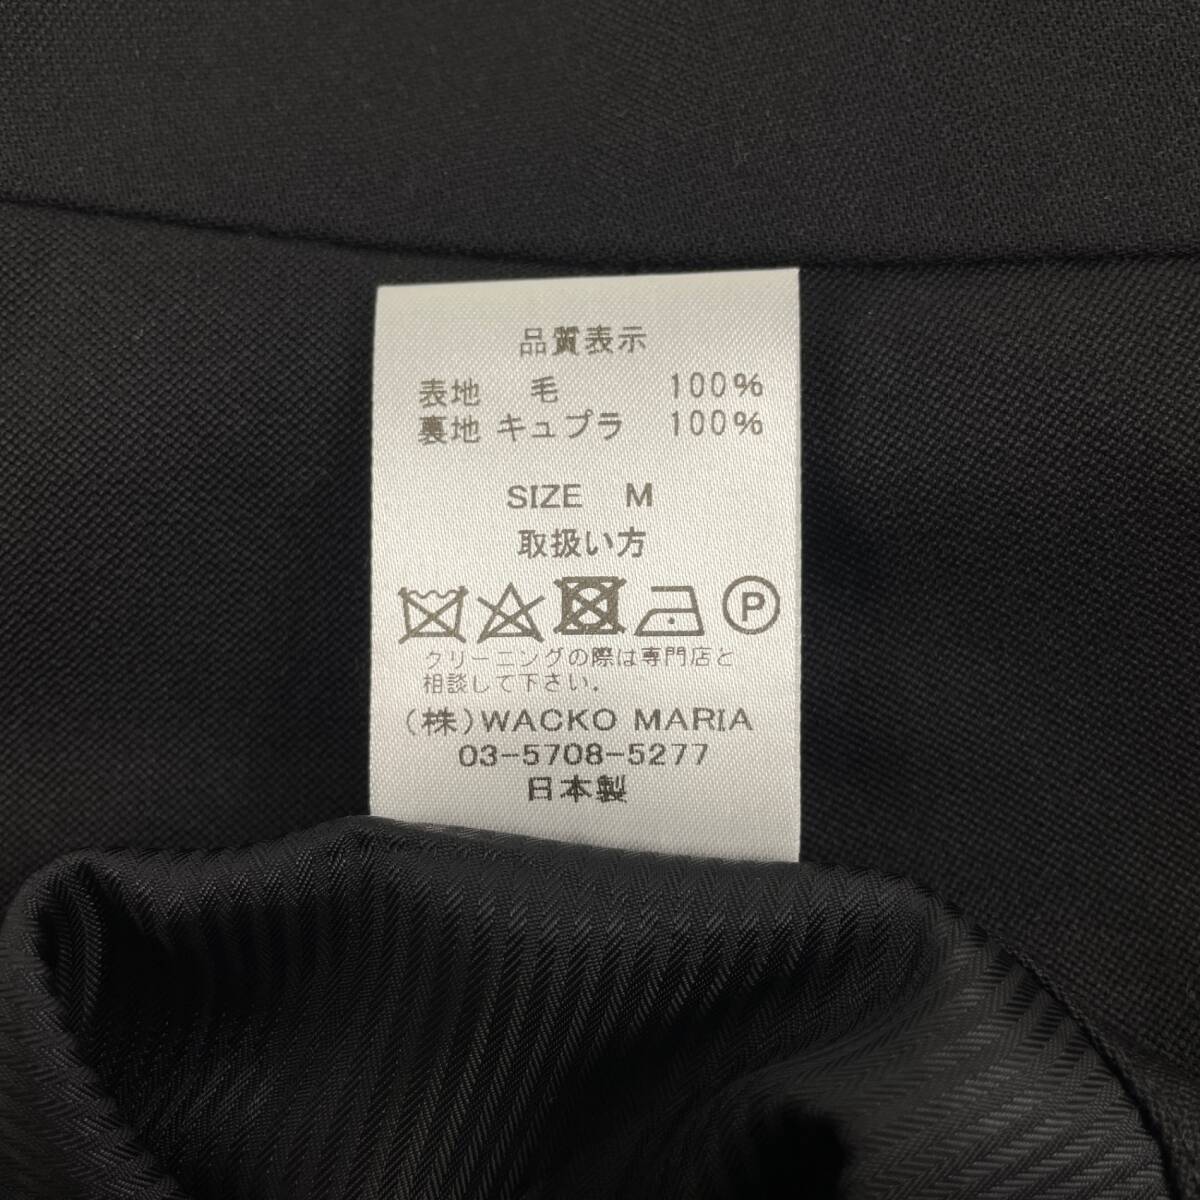 品質表示
表地 毛 100%
裏地 キュプラ 100%
SIZE M
取扱い方
P
クリーニングの際は専門店と
相談して下さい。
(株)WACKO MARIA
03-5708-5277
日本製